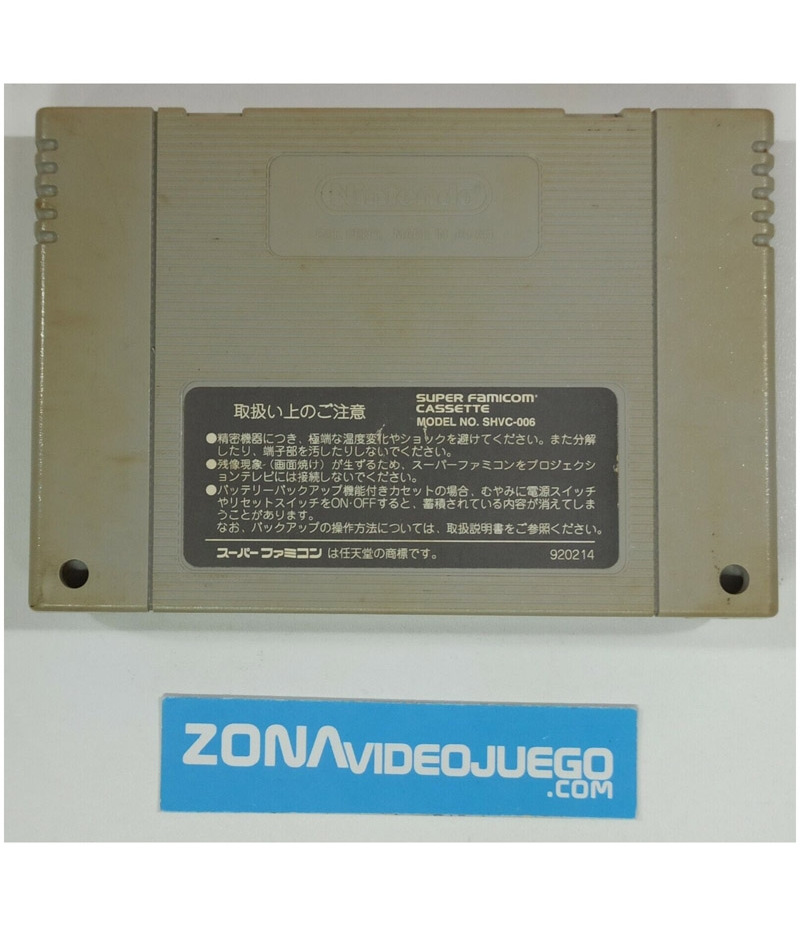 Nintendo®
取扱い上のご注意
SUPER FAMICOM®
CASSETTE
MODEL NO. SHVC-006
●精密機器につき、極端な温度変化やショックを避けてください。また分解
したり、端子部を汚したりしないでください。
●残像現象（画面焼け）が生ずるため、スーパーファミコンをプロジェクシ
ョンテレビには接続しないでください。
●バッテリーバックアップ機能付きカセットの場合、むやみに電源スイッチ
やリセットスイッチをON・OFFすると、蓄積されている内容が消えてしま
うことがあります。
なお、バックアップの操作方法については、取扱説明書をご参照ください。
スーパーファミコンは任天堂の商標です。
920214
ZONAVIDEOJUEGO
.COM